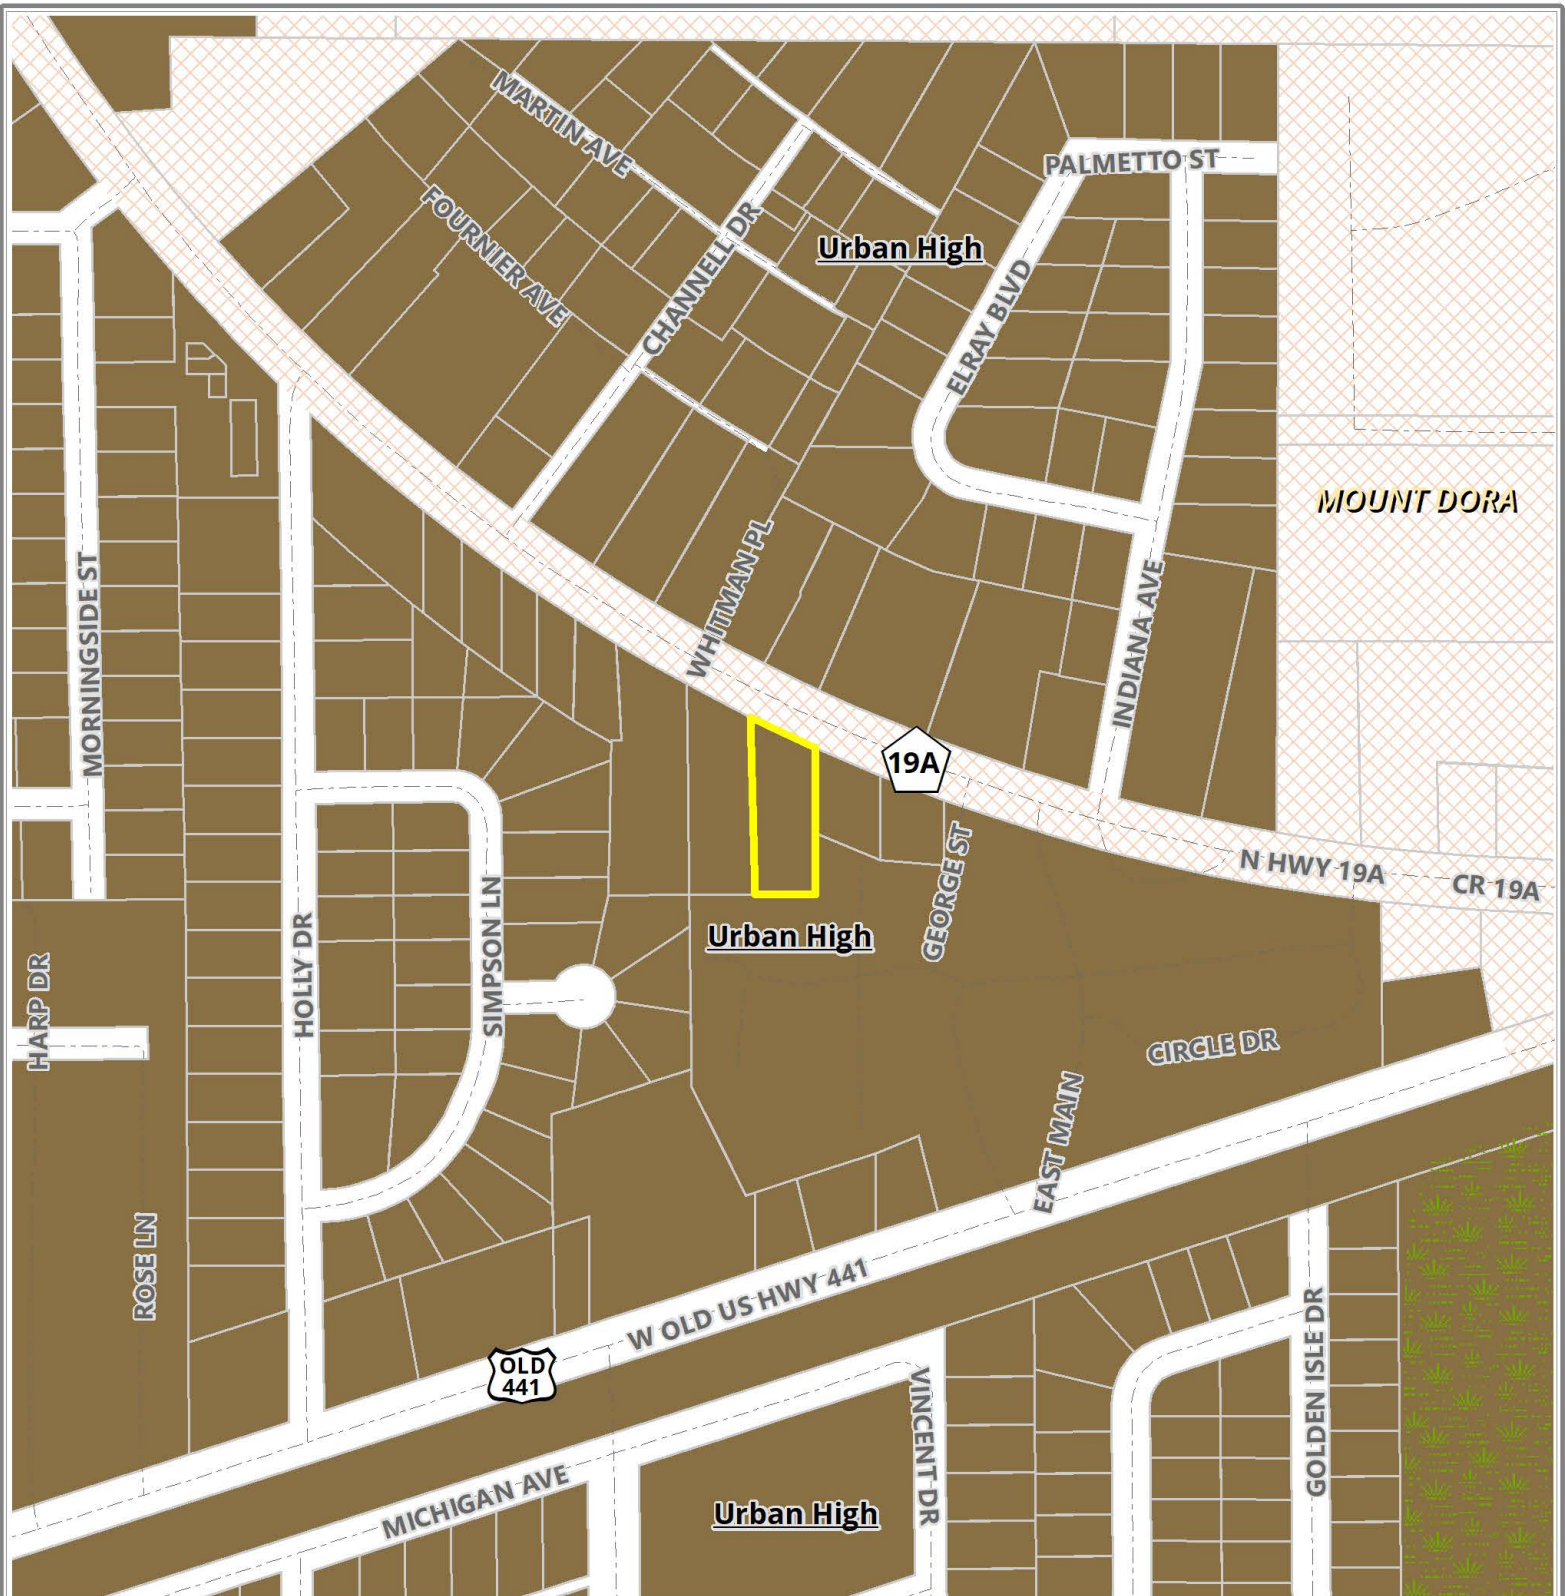 MARTIN AVE
PALMETTO ST
FOURNIER AVE
CHANNELL DR
Urban High
ELRAY BLVD
MOUNT DORA
WHITMAN PL
INDIANA AVE
MORNINGSIDE ST
19A
GEORGE ST
N HWY 19A
CR 19A
HOLLY DR
SIMPSON LN
Urban High
HARP DR
CIRCLE DR
EAST MAIN
ROSE LN
W OLD US HWY 441
OLD
441
GOLDEN ISLE DR
VINCENT DR
MICHIGAN AVE
Urban High